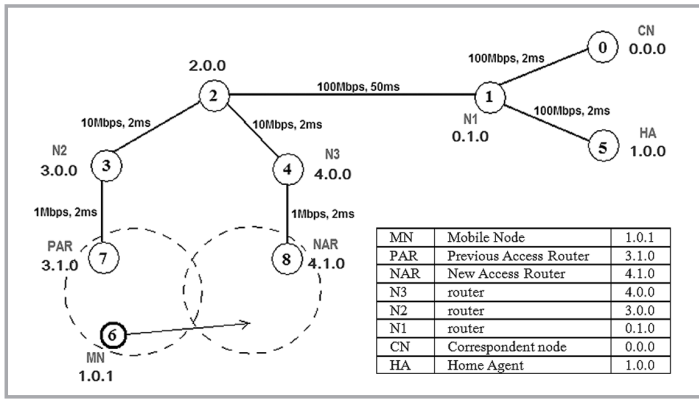 CN
0
0.0.0
100Mbps, 2ms
2.0.0
2
100Mbps, 50ms
1
N1
0.1.0
100Mbps, 2ms
HA
5
1.0.0
10Mbps, 2ms
10Mbps, 2ms
N2
3.0.0
3
4
N3
4.0.0
1Mbps, 2ms
1Mbps, 2ms
PAR
3.1.0
7
8
NAR
4.1.0
6
MN
1.0.1
MN Mobile Node 1.0.1
PAR Previous Access Router 3.1.0
NAR New Access Router 4.1.0
N3 router 4.0.0
N2 router 3.0.0
N1 router 0.1.0
CN Correspondent node 0.0.0
HA Home Agent 1.0.0